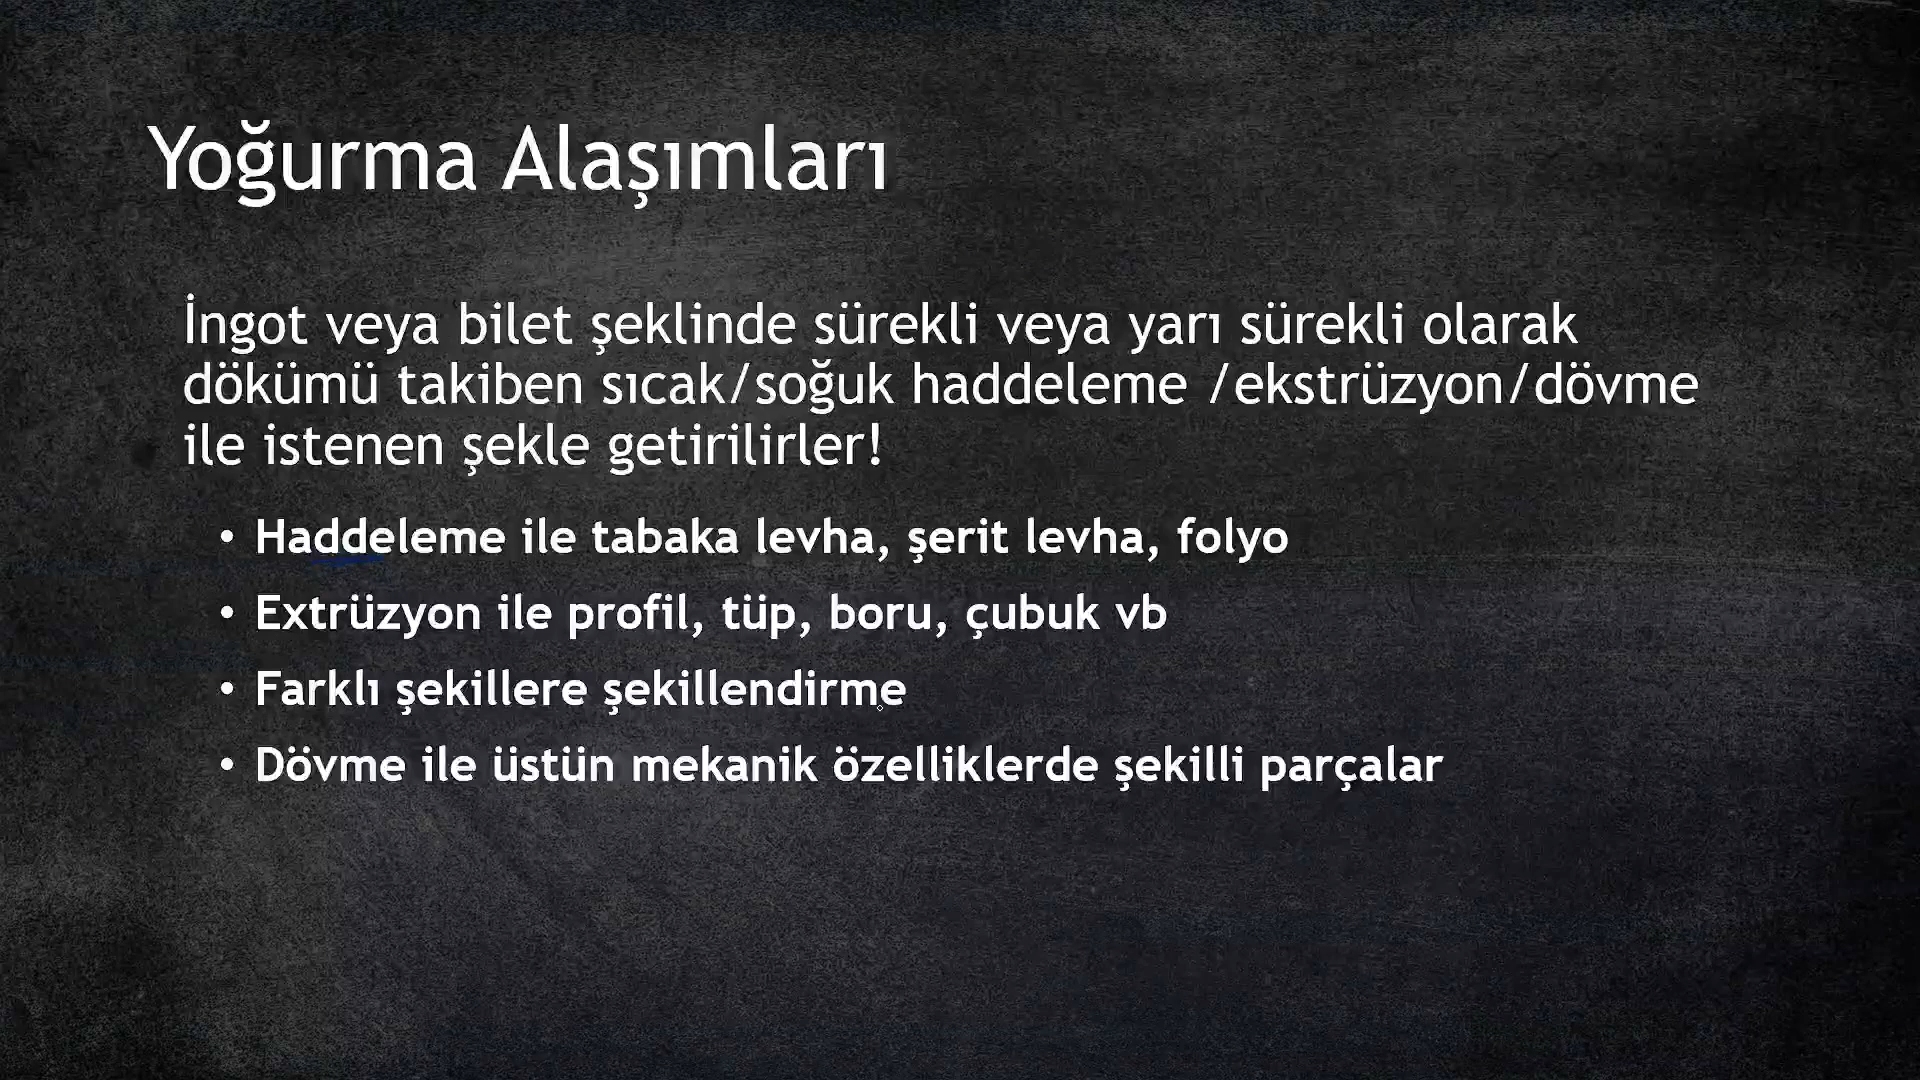 Yoğurma Alaşımları
İngot veya bilet şeklinde sürekli veya yarı sürekli olarak
dökümü takiben sıcak/soğuk haddeleme /ekstrüzyon/dövme
ile istenen şekle getirilirler!
• Haddeleme ile tabaka levha, şerit levha, folyo
• Extrüzyon ile profil, tüp, boru, çubuk vb
• Farklı şekillere şekillendirme
• Dövme ile üstün mekanik özelliklerde şekilli parçalar